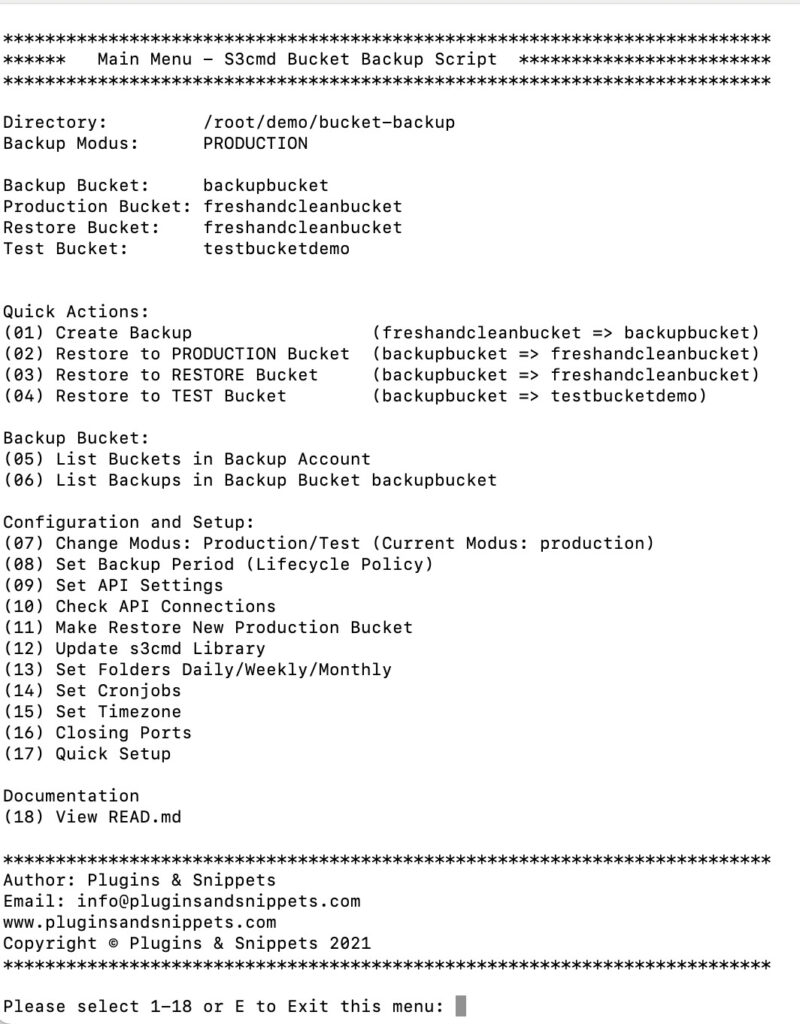 *************************************************************************
******   Main Menu – S3cmd Bucket Backup Script  ************************
*************************************************************************
Directory:         /root/demo/bucket-backup
Backup Modus:      PRODUCTION
Backup Bucket:     backupbucket
Production Bucket: freshandcleanbucket
Restore Bucket:    freshandcleanbucket
Test Bucket:       testbucketdemo
Quick Actions:
(01) Create Backup                 (freshandcleanbucket => backupbucket)
(02) Restore to PRODUCTION Bucket  (backupbucket => freshandcleanbucket)
(03) Restore to RESTORE Bucket     (backupbucket => freshandcleanbucket)
(04) Restore to TEST Bucket        (backupbucket => testbucketdemo)
Backup Bucket:
(05) List Buckets in Backup Account
(06) List Backups in Backup Bucket backupbucket
Configuration and Setup:
(07) Change Modus: Production/Test (Current Modus: production)
(08) Set Backup Period (Lifecycle Policy)
(09) Set API Settings
(10) Check API Connections
(11) Make Restore New Production Bucket
(12) Update s3cmd Library
(13) Set Folders Daily/Weekly/Monthly
(14) Set Cronjobs
(15) Set Timezone
(16) Closing Ports
(17) Quick Setup
Documentation
(18) View READ.md
*************************************************************************
Author: Plugins & Snippets
Email: info@pluginsandsnippets.com
www.pluginsandsnippets.com
Copyright © Plugins & Snippets 2021
*************************************************************************
Please select 1-18 or E to Exit this menu: